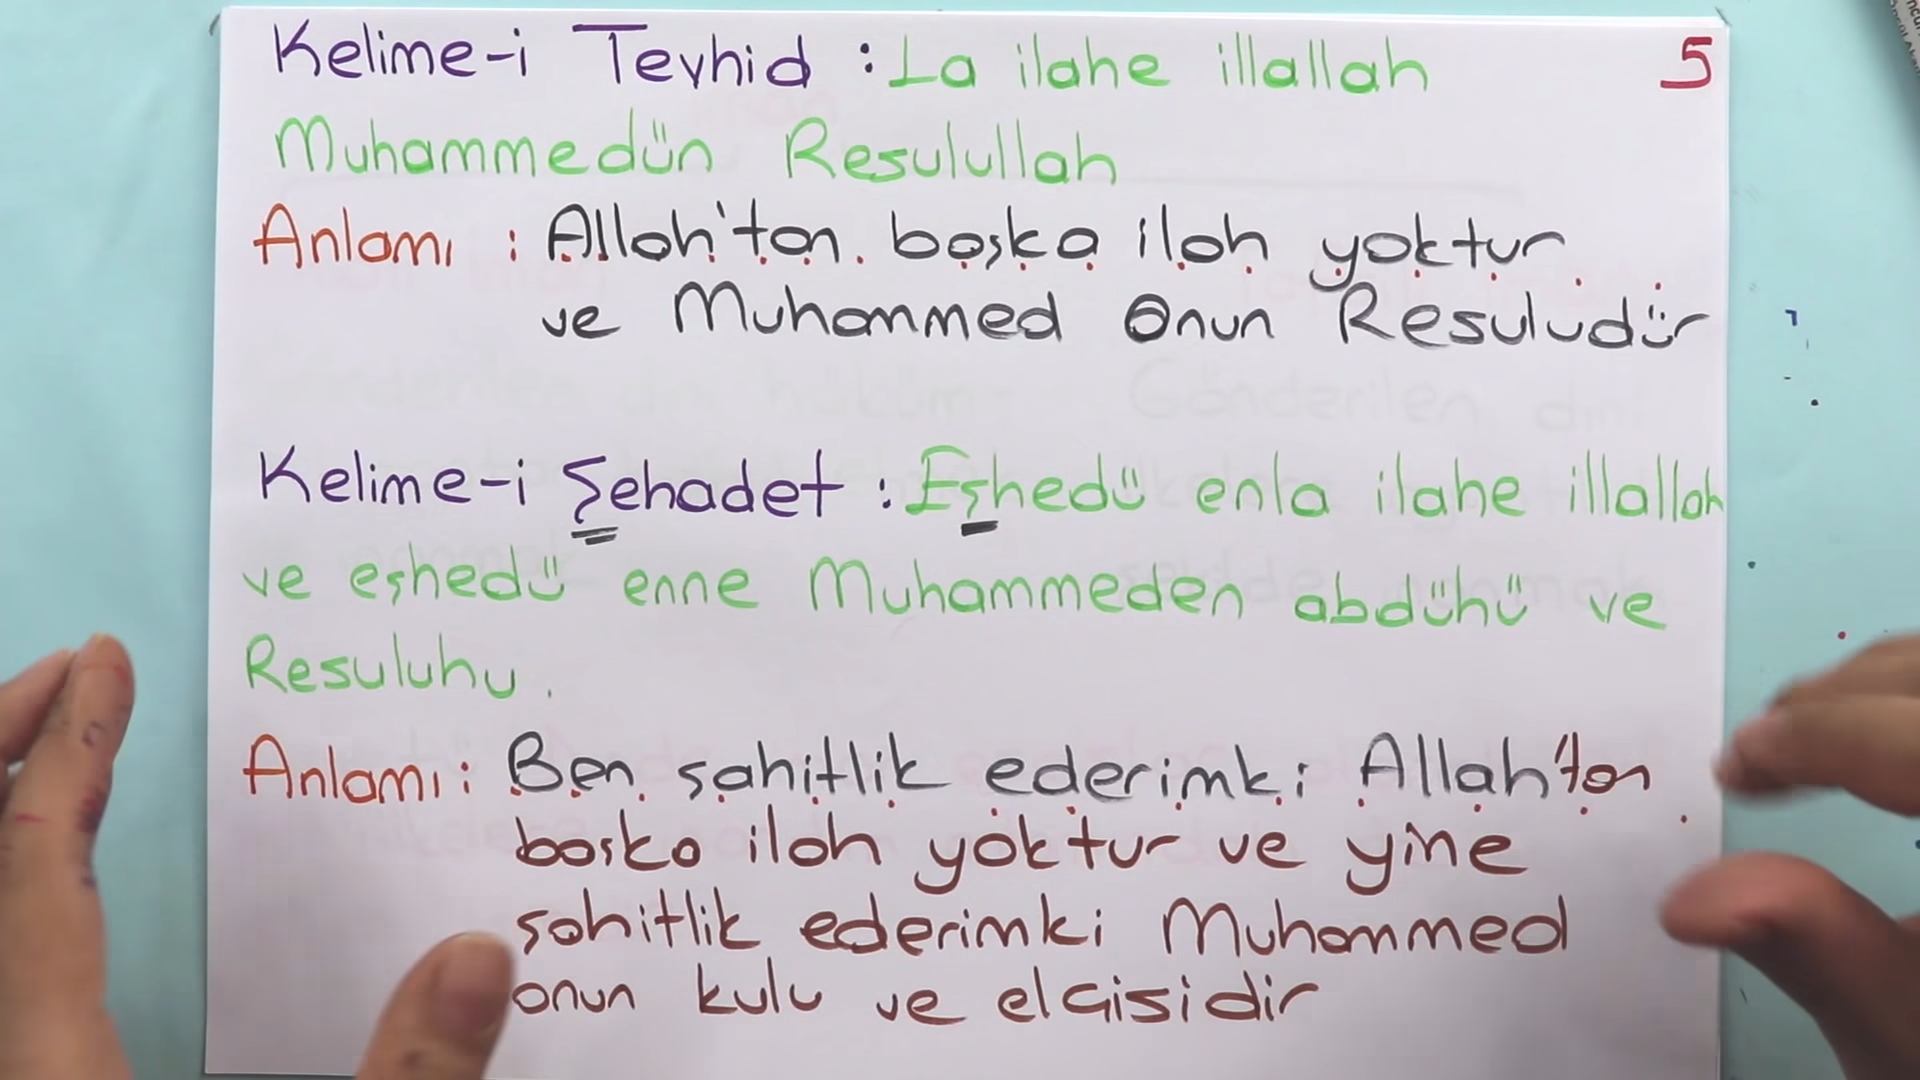 Kelime-i Tevhid : La ilahe illallah
5
Muhammedün Resulullah
Anlamı : Allah'tan başka ilah yoktur
ve Muhammed Onun Resulüdür
Kelime-i Şehadet : Eşhedü enla ilahe illallah
ve eşhedü enne Muhammeden abdühü ve
Resuluhu.
Anlamı : Ben şahitlik ederimki Allah'tan
başka ilah yoktur ve yine
şahitlik ederimki Muhammed
onun kulu ve elçisidir